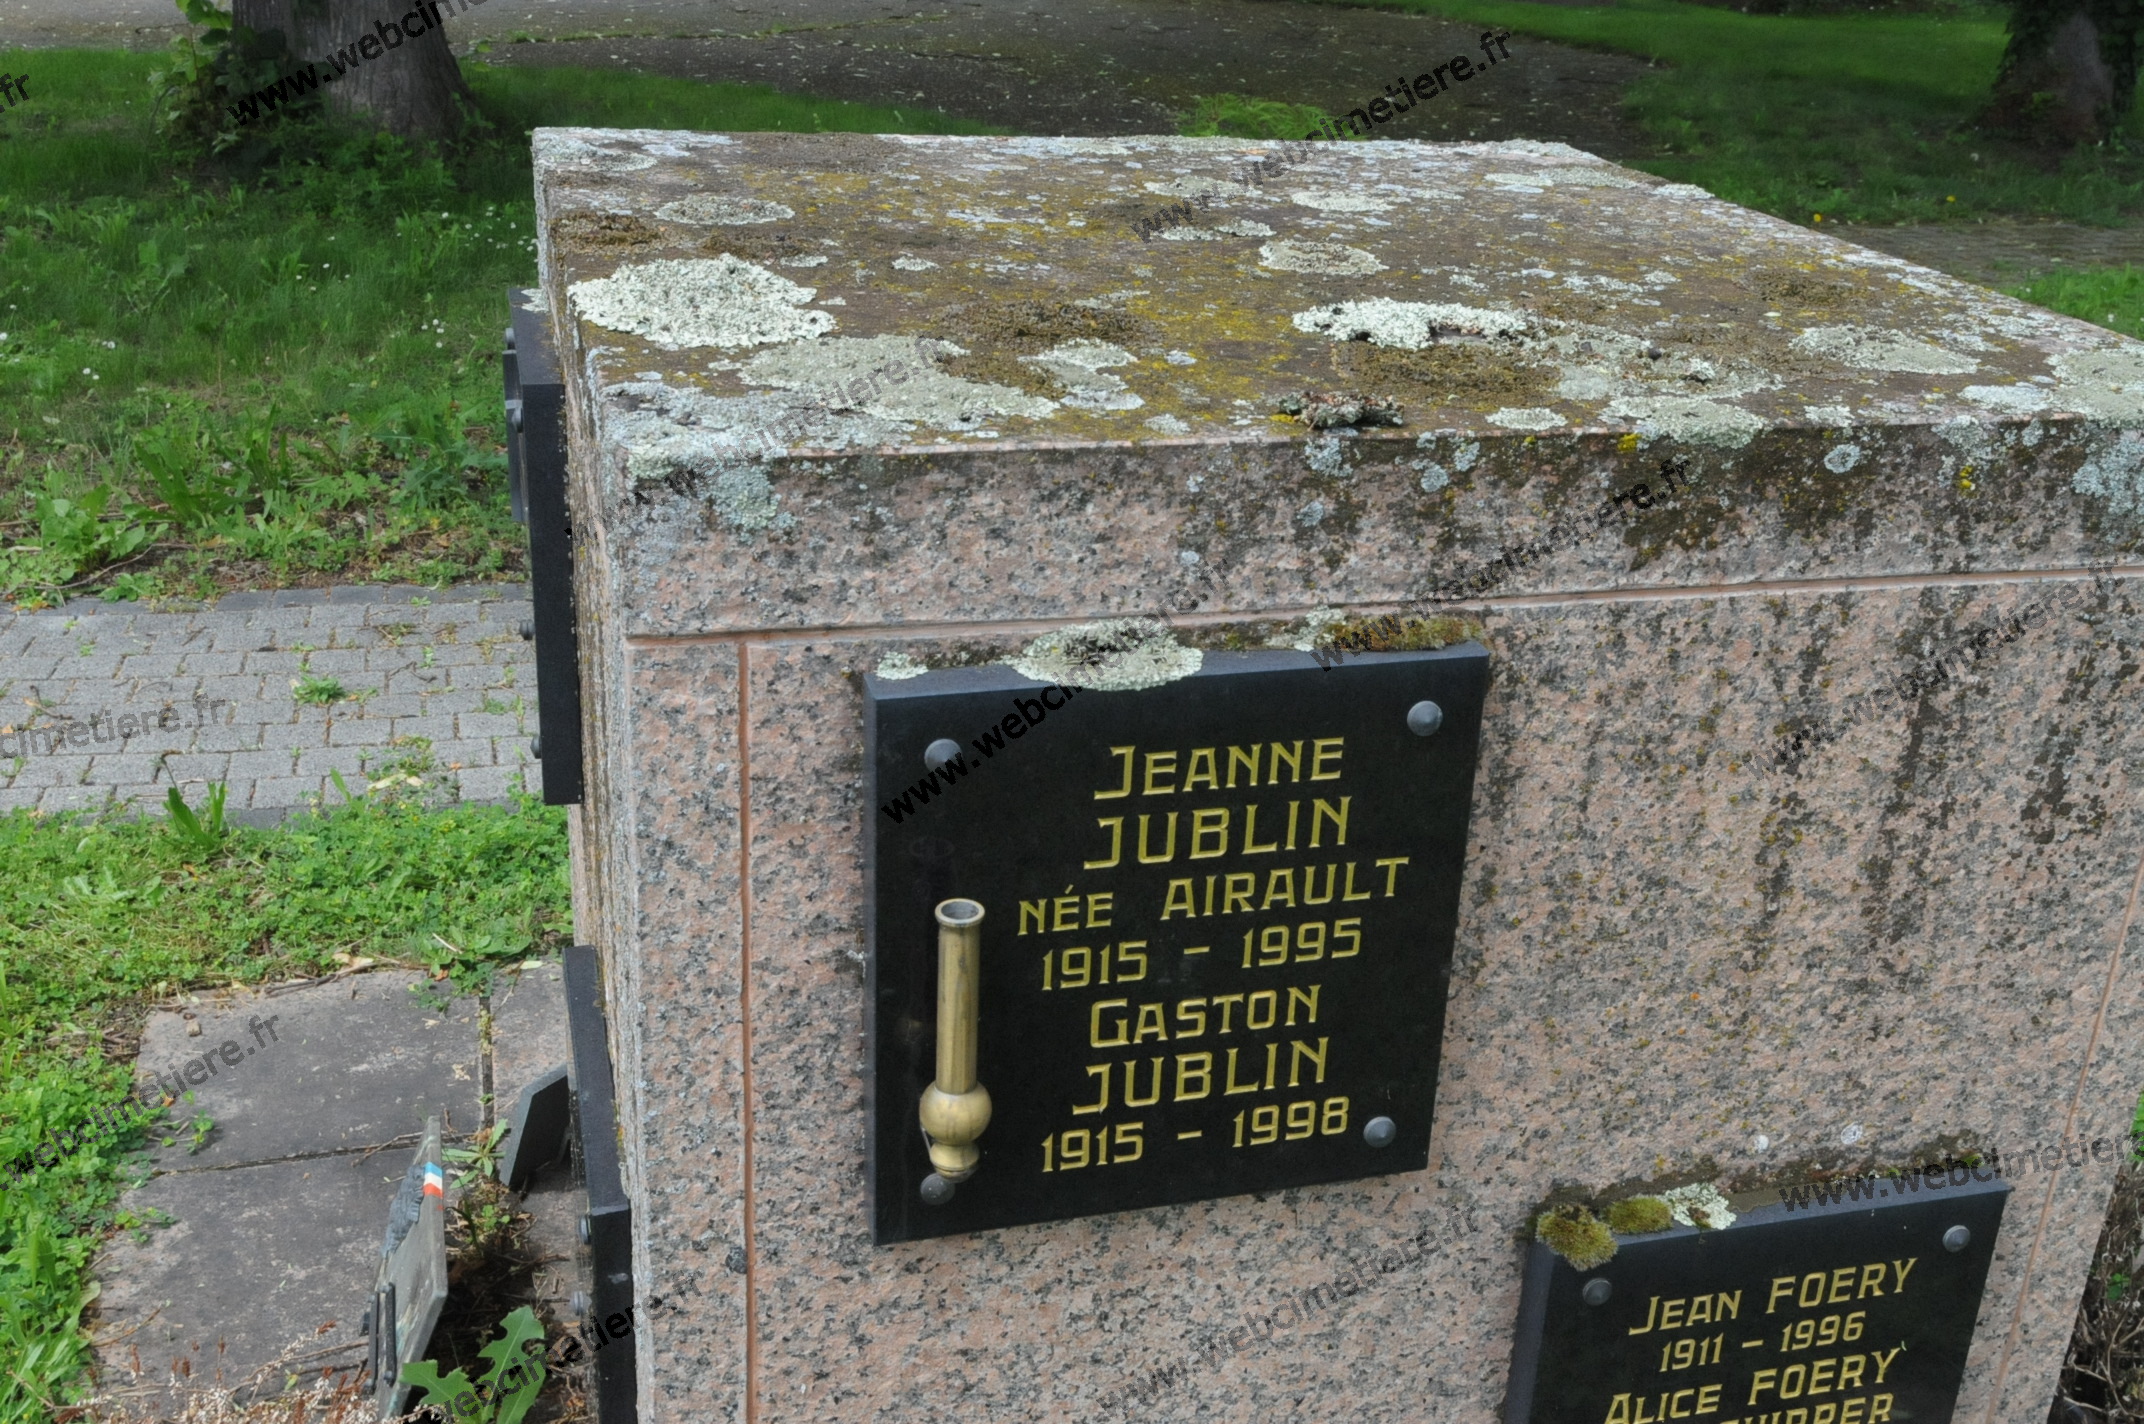 JEANNE
JUBLIN
NÉE AIRAULT
1915 - 1995
GASTON
JUBLIN
1915 - 1998
JEAN FOERY
1911 - 1996
ALICE FOERY
www.webcimetiere.fr